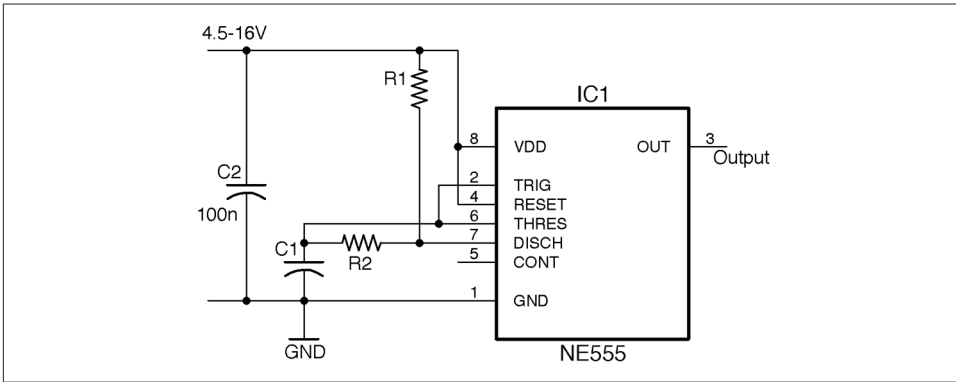 4.5-16V
R1
IC1
8
VDD
OUT
3
Output
2
TRIG
C2
4
RESET
100n
6
THRES
C1
R2
7
DISCH
5
CONT
1
GND
GND
NE555